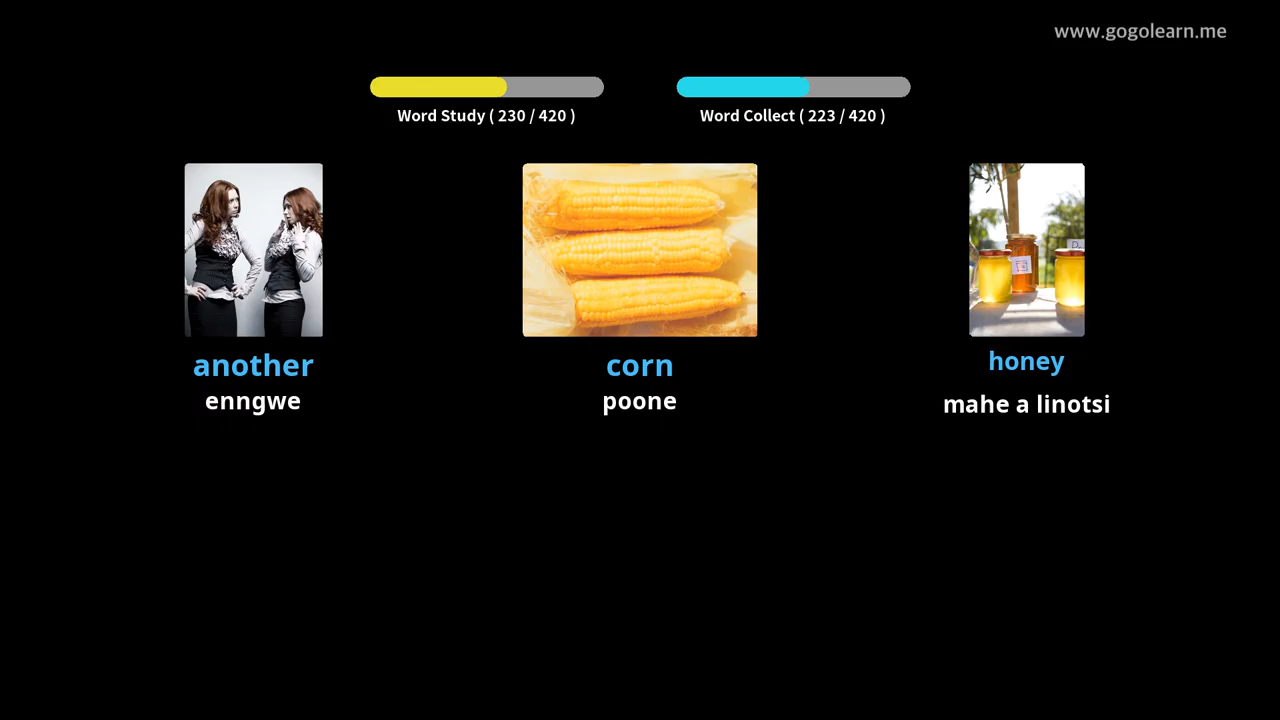 www.gogolearn.me
Word Study ( 230 / 420 )
Word Collect ( 223 / 420 )
another
enngwe
corn
poone
honey
mahe a linotsi